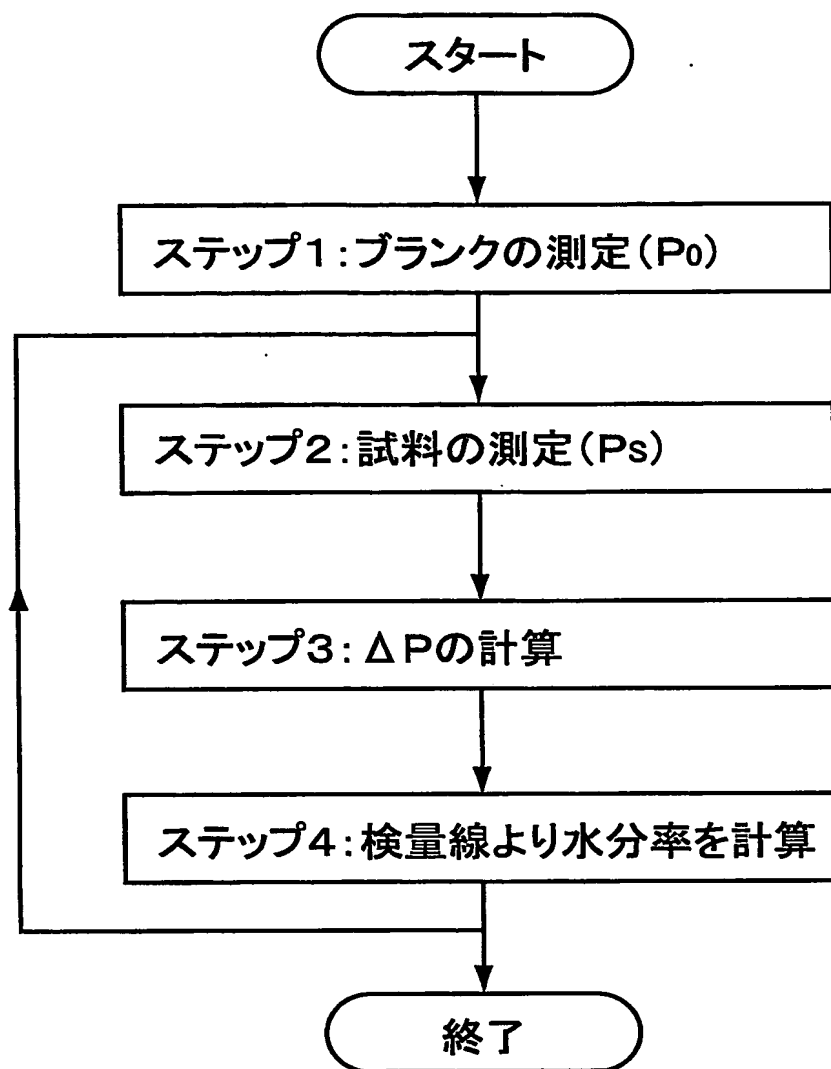 スタート
ステップ1:ブランクの測定(P0)
ステップ2:試料の測定(Ps)
ステップ3:ΔPの計算
ステップ4:検量線より水分率を計算
終了